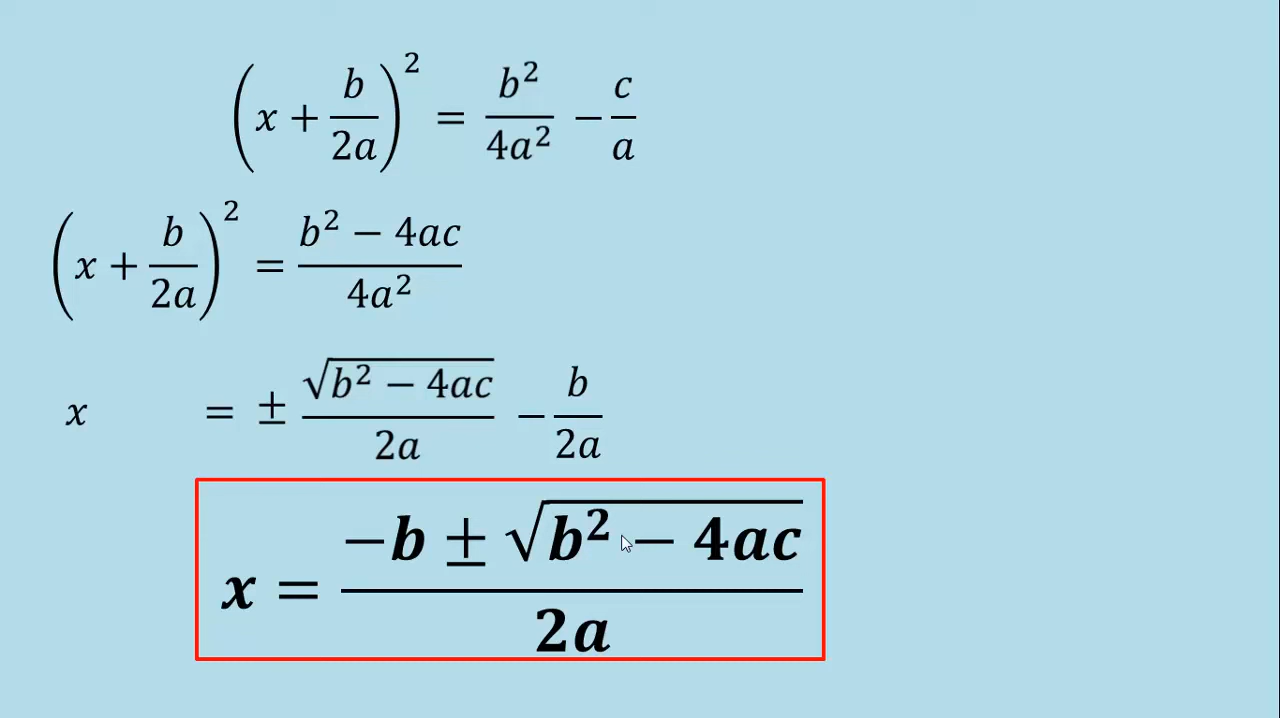 (x + b/2a)² = b²/4a² − c/a
(x + b/2a)² = (b² − 4ac)/4a²
x = ± √(b² − 4ac)/2a − b/2a
x = (−b ± √(b² − 4ac))/2a